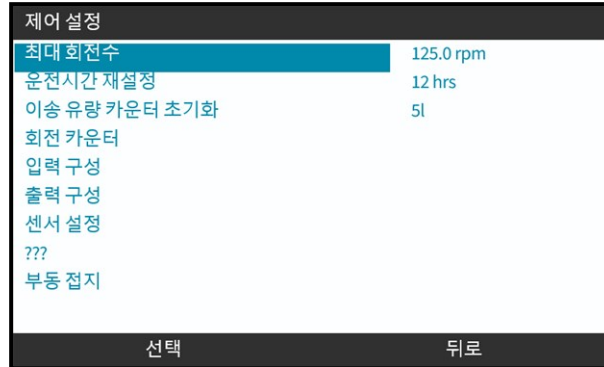 제어 설정
최대 회전수 125.0 rpm
운전시간 재설정 12 hrs
이송 유량 카운터 초기화 5l
회전 카운터
입력 구성
출력 구성
센서 설정
???
부동 접지
선택 뒤로